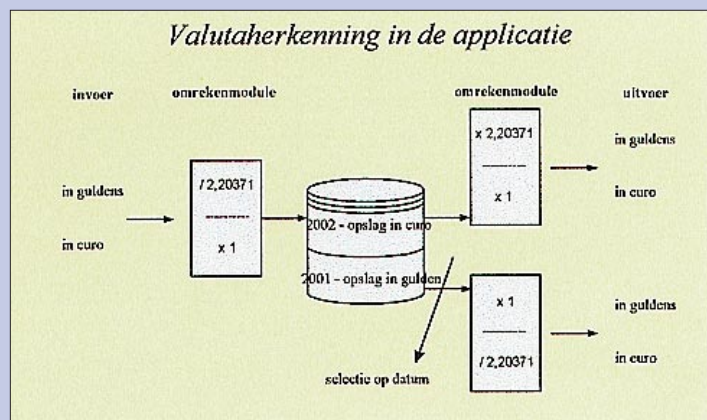 Valutaherkenning in de applicatie
invoer
omrekenmodule
omrekenmodule
uitvoer
in guldens
in euro
/ 2,20371
x 1
2002 - opslag in euro
2001 - opslag in gulden
selectie op datum
x 2,20371
x 1
in guldens
in euro
x 1
/ 2,20371
in guldens
in euro